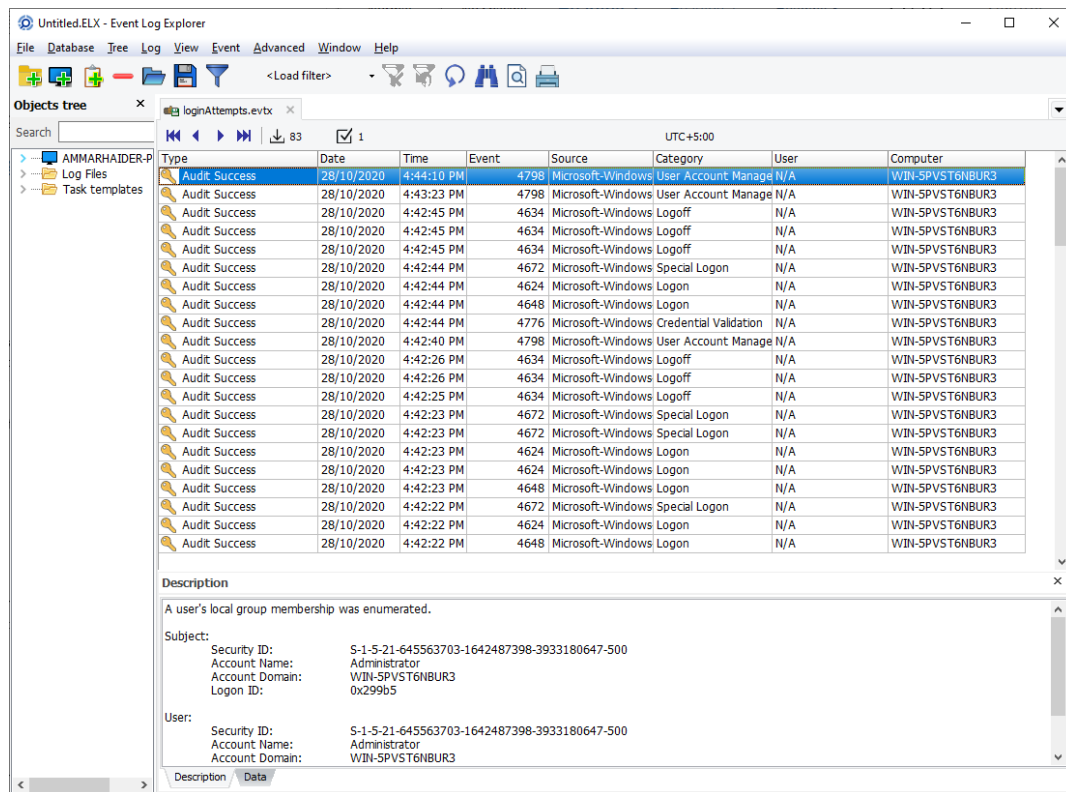 Untitled.ELX - Event Log Explorer
File Database Tree Log View Event Advanced Window Help
<Load filter>
Objects tree
loginAttempts.evtx
Search
83 1 UTC+5:00
AMMARHAIDER-P
Log Files
Task templates
Type Date Time Event Source Category User Computer
Audit Success 28/10/2020 4:44:10 PM 4798 Microsoft-Windows User Account Manage N/A WIN-5PVST6NBUR3
Audit Success 28/10/2020 4:43:23 PM 4798 Microsoft-Windows User Account Manage N/A WIN-5PVST6NBUR3
Audit Success 28/10/2020 4:42:45 PM 4634 Microsoft-Windows Logoff N/A WIN-5PVST6NBUR3
Audit Success 28/10/2020 4:42:45 PM 4634 Microsoft-Windows Logoff N/A WIN-5PVST6NBUR3
Audit Success 28/10/2020 4:42:45 PM 4634 Microsoft-Windows Logoff N/A WIN-5PVST6NBUR3
Audit Success 28/10/2020 4:42:44 PM 4672 Microsoft-Windows Special Logon N/A WIN-5PVST6NBUR3
Audit Success 28/10/2020 4:42:44 PM 4624 Microsoft-Windows Logon N/A WIN-5PVST6NBUR3
Audit Success 28/10/2020 4:42:44 PM 4648 Microsoft-Windows Logon N/A WIN-5PVST6NBUR3
Audit Success 28/10/2020 4:42:44 PM 4776 Microsoft-Windows Credential Validation N/A WIN-5PVST6NBUR3
Audit Success 28/10/2020 4:42:40 PM 4798 Microsoft-Windows User Account Manage N/A WIN-5PVST6NBUR3
Audit Success 28/10/2020 4:42:26 PM 4634 Microsoft-Windows Logoff N/A WIN-5PVST6NBUR3
Audit Success 28/10/2020 4:42:26 PM 4634 Microsoft-Windows Logoff N/A WIN-5PVST6NBUR3
Audit Success 28/10/2020 4:42:25 PM 4634 Microsoft-Windows Logoff N/A WIN-5PVST6NBUR3
Audit Success 28/10/2020 4:42:23 PM 4672 Microsoft-Windows Special Logon N/A WIN-5PVST6NBUR3
Audit Success 28/10/2020 4:42:23 PM 4672 Microsoft-Windows Special Logon N/A WIN-5PVST6NBUR3
Audit Success 28/10/2020 4:42:23 PM 4624 Microsoft-Windows Logon N/A WIN-5PVST6NBUR3
Audit Success 28/10/2020 4:42:23 PM 4624 Microsoft-Windows Logon N/A WIN-5PVST6NBUR3
Audit Success 28/10/2020 4:42:23 PM 4648 Microsoft-Windows Logon N/A WIN-5PVST6NBUR3
Audit Success 28/10/2020 4:42:22 PM 4672 Microsoft-Windows Special Logon N/A WIN-5PVST6NBUR3
Audit Success 28/10/2020 4:42:22 PM 4624 Microsoft-Windows Logon N/A WIN-5PVST6NBUR3
Audit Success 28/10/2020 4:42:22 PM 4648 Microsoft-Windows Logon N/A WIN-5PVST6NBUR3
Description
A user's local group membership was enumerated.
Subject:
Security ID: S-1-5-21-645563703-1642487398-3933180647-500
Account Name: Administrator
Account Domain: WIN-5PVST6NBUR3
Logon ID: 0x299b5
User:
Security ID: S-1-5-21-645563703-1642487398-3933180647-500
Account Name: Administrator
Account Domain: WIN-5PVST6NBUR3
Description Data